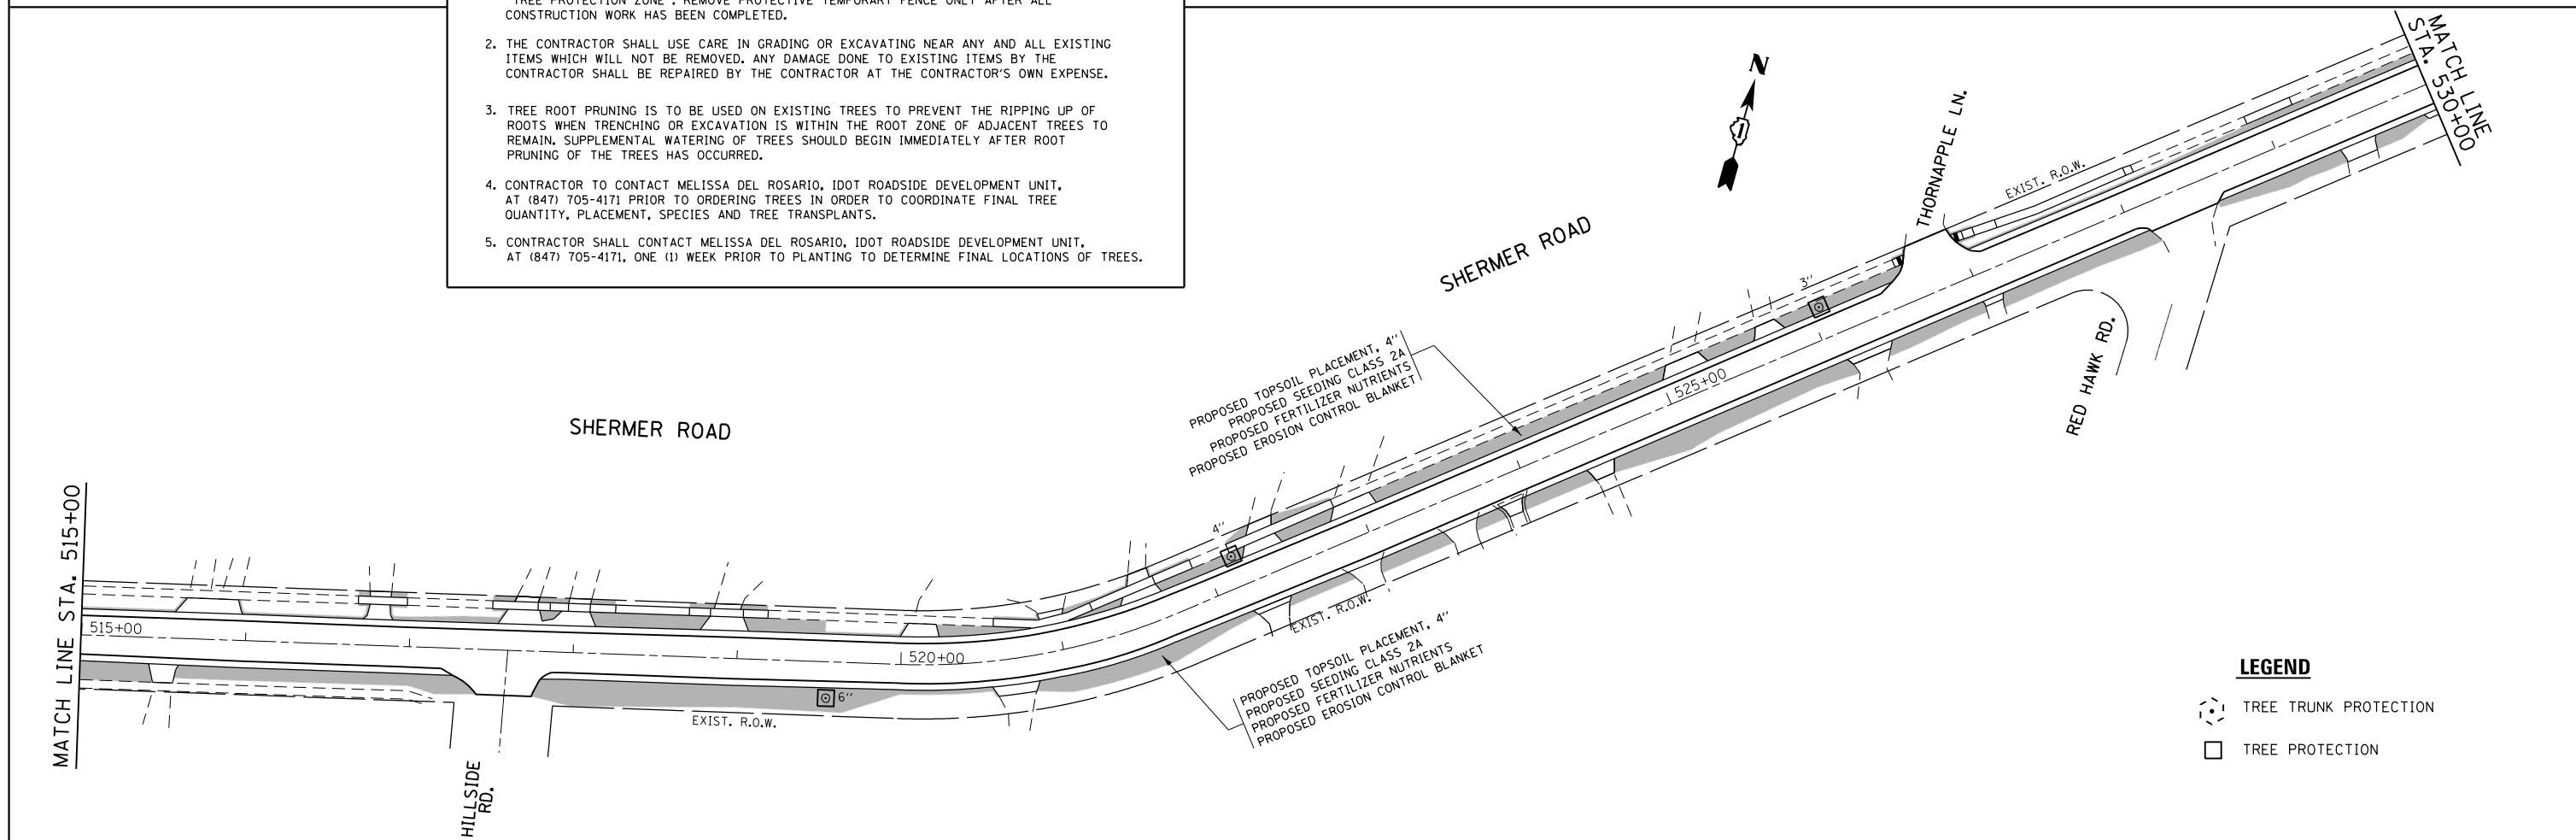 "TREE PROTECTION ZONE". REMOVE PROTECTIVE TEMPORARY FENCE ONLY AFTER ALL
CONSTRUCTION WORK HAS BEEN COMPLETED.
2. THE CONTRACTOR SHALL USE CARE IN GRADING OR EXCAVATING NEAR ANY AND ALL EXISTING
ITEMS WHICH WILL NOT BE REMOVED. ANY DAMAGE DONE TO EXISTING ITEMS BY THE
CONTRACTOR SHALL BE REPAIRED BY THE CONTRACTOR AT THE CONTRACTOR'S OWN EXPENSE.
3. TREE ROOT PRUNING IS TO BE USED ON EXISTING TREES TO PREVENT THE RIPPING UP OF
ROOTS WHEN TRENCHING OR EXCAVATION IS WITHIN THE ROOT ZONE OF ADJACENT TREES TO
REMAIN. SUPPLEMENTAL WATERING OF TREES SHOULD BEGIN IMMEDIATELY AFTER ROOT
PRUNING OF THE TREES HAS OCCURRED.
4. CONTRACTOR TO CONTACT MELISSA DEL ROSARIO, IDOT ROADSIDE DEVELOPMENT UNIT,
AT (847) 705-4171 PRIOR TO ORDERING TREES IN ORDER TO COORDINATE FINAL TREE
QUANTITY, PLACEMENT, SPECIES AND TREE TRANSPLANTS.
5. CONTRACTOR SHALL CONTACT MELISSA DEL ROSARIO, IDOT ROADSIDE DEVELOPMENT UNIT,
AT (847) 705-4171, ONE (1) WEEK PRIOR TO PLANTING TO DETERMINE FINAL LOCATIONS OF TREES.
N
1
MATCH LINE
STA. 530+00
THORNAPPLE LN.
EXIST. R.O.W.
SHERMER ROAD
3''
RED HAWK RD.
PROPOSED TOPSOIL PLACEMENT, 4''
PROPOSED SEEDING CLASS 2A
PROPOSED FERTILIZER NUTRIENTS
PROPOSED EROSION CONTROL BLANKET
525+00
SHERMER ROAD
4''
MATCH LINE STA. 515+00
515+00
520+00
EXIST. R.O.W.
6''
EXIST. R.O.W.
PROPOSED TOPSOIL PLACEMENT, 4''
PROPOSED SEEDING CLASS 2A
PROPOSED FERTILIZER NUTRIENTS
PROPOSED EROSION CONTROL BLANKET
HILLSIDE
RD.
LEGEND
TREE TRUNK PROTECTION
TREE PROTECTION